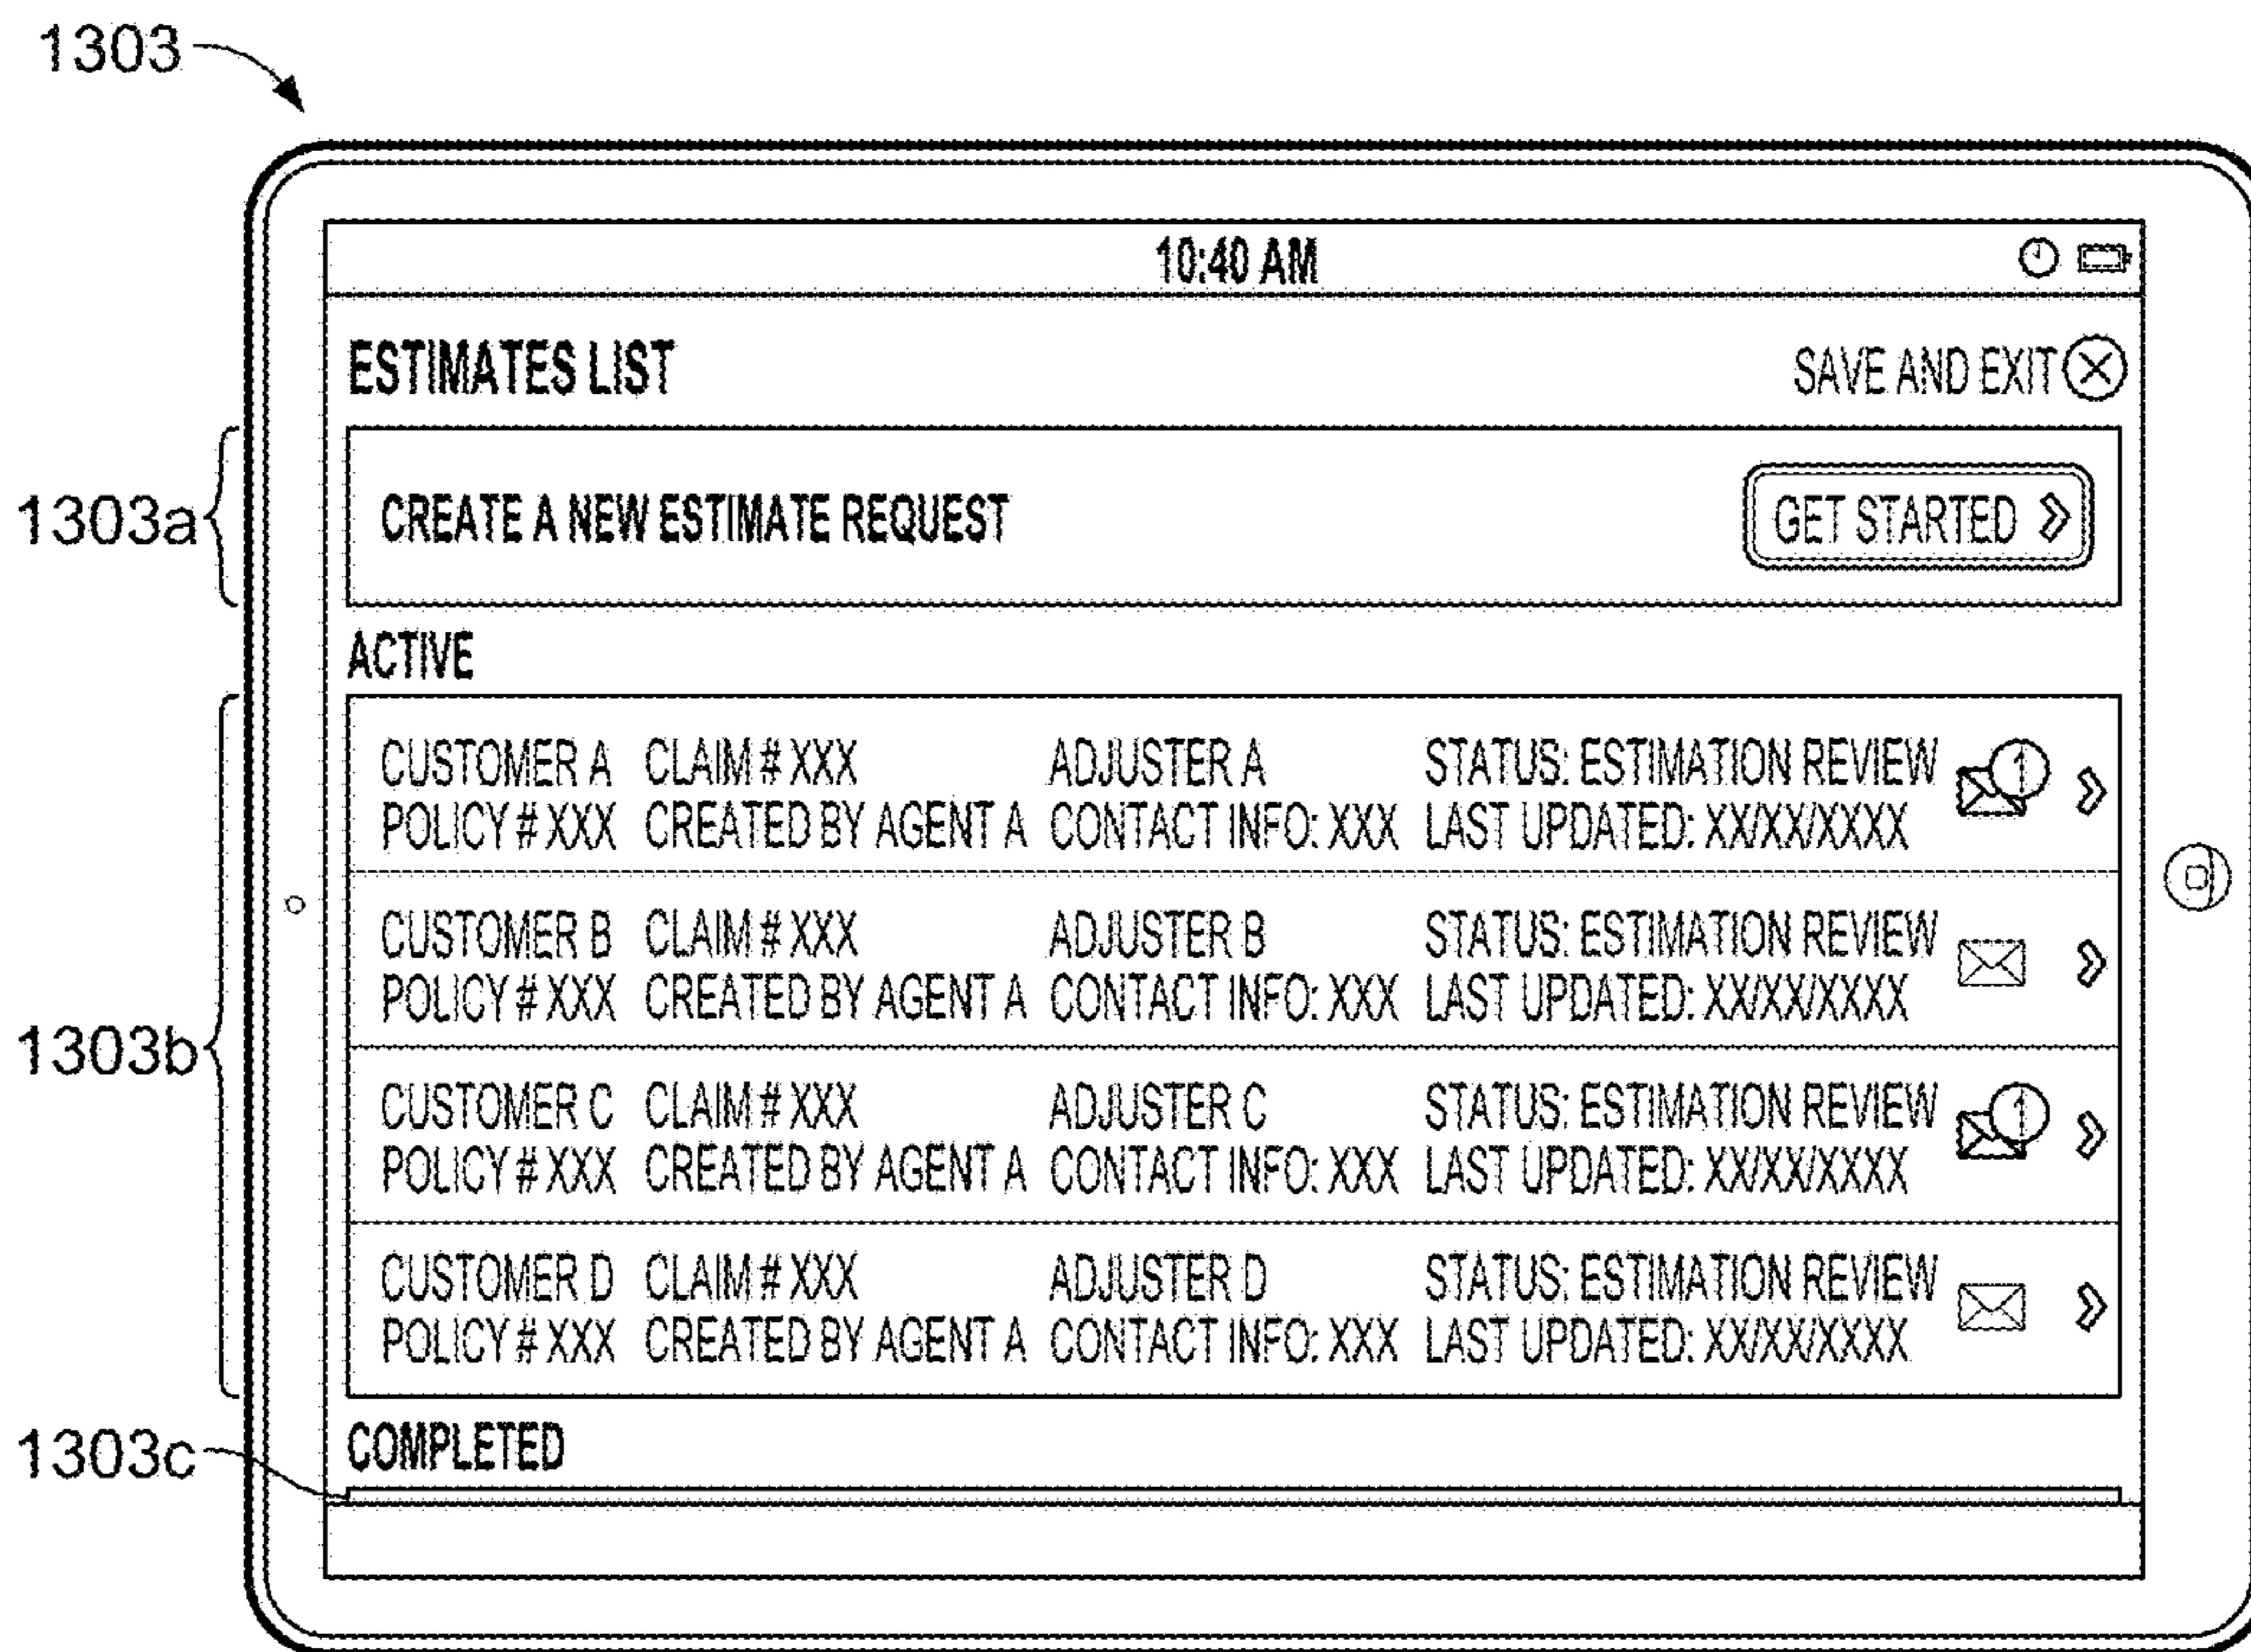 1303
10:40 AM
ESTIMATES LIST SAVE AND EXIT
1303a
CREATE A NEW ESTIMATE REQUEST GET STARTED
ACTIVE
1303b
CUSTOMER A CLAIM # XXX ADJUSTER A STATUS: ESTIMATION REVIEW 1
POLICY # XXX CREATED BY AGENT A CONTACT INFO: XXX LAST UPDATED: XX/XX/XXXX
CUSTOMER B CLAIM # XXX ADJUSTER B STATUS: ESTIMATION REVIEW
POLICY # XXX CREATED BY AGENT A CONTACT INFO: XXX LAST UPDATED: XX/XX/XXXX
CUSTOMER C CLAIM # XXX ADJUSTER C STATUS: ESTIMATION REVIEW 1
POLICY # XXX CREATED BY AGENT A CONTACT INFO: XXX LAST UPDATED: XX/XX/XXXX
CUSTOMER D CLAIM # XXX ADJUSTER D STATUS: ESTIMATION REVIEW
POLICY # XXX CREATED BY AGENT A CONTACT INFO: XXX LAST UPDATED: XX/XX/XXXX
1303c
COMPLETED